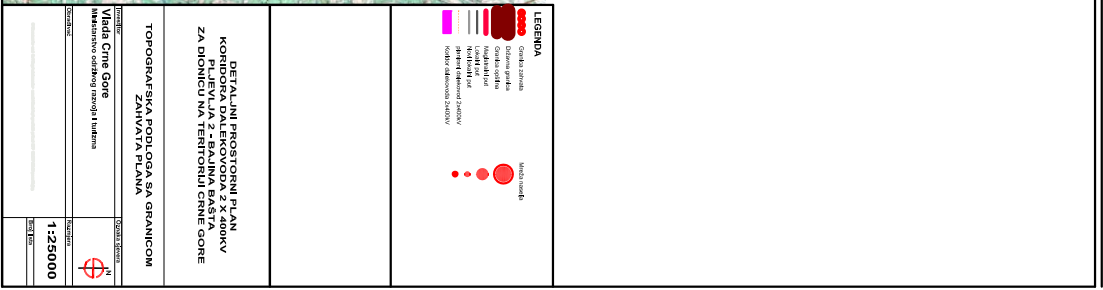 LEGENDA
Granica zahvata
Državna granica
Granica opština
Magistralni put
Lokalni put
Novi lokalni put
planirani dalekovod 2x400kV
Koridor dalekovoda 2x400kV
Mreža naselja
DETALJNI PROSTORNI PLAN
KORIDORA DALEKOVODA 2 X 400KV
PLJEVLJA 2 - BAJINA BAŠTA
ZA DIONICU NA TERITORIJI CRNE GORE
TOPOGRAFSKA PODLOGA SA GRANICOM
ZAHVATA PLANA
Investitor
Vlada Crne Gore
Ministarstvo održivog razvoja i turizma
Oznaka sjevera
N
Obrađivač
Razmjera
1:25000
Broj lista